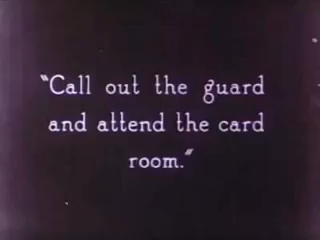 "Call out the guard
and attend the card
room."